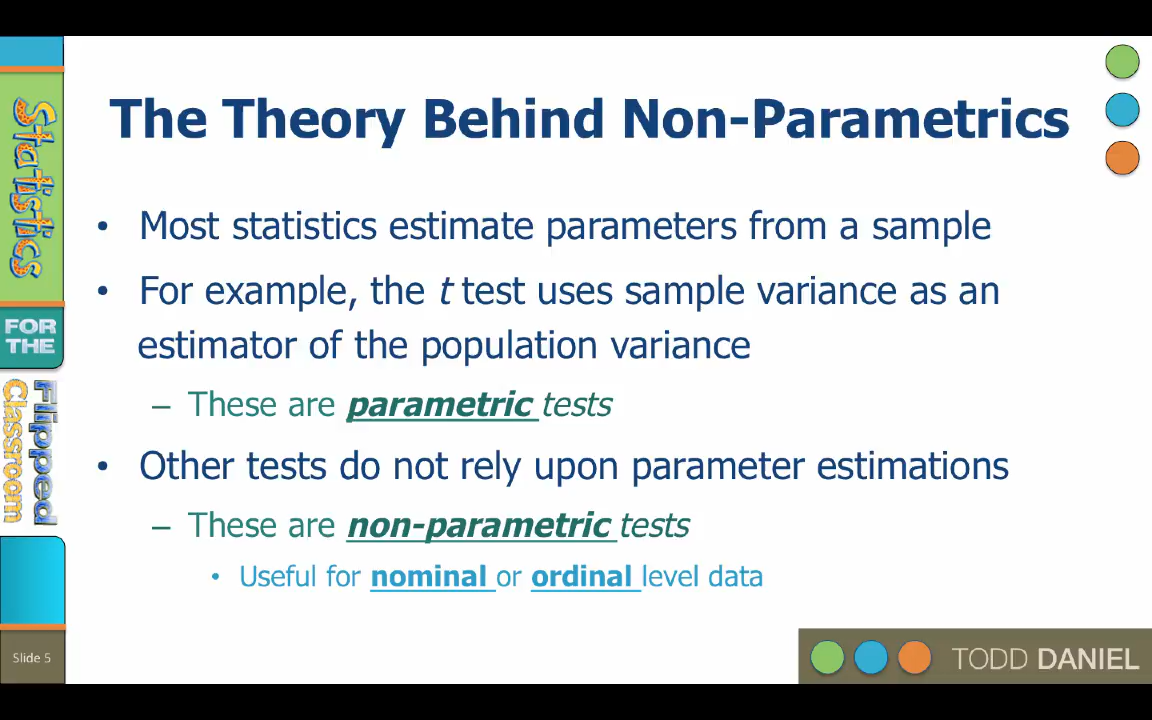 The Theory Behind Non-Parametrics
• Most statistics estimate parameters from a sample
• For example, the t test uses sample variance as an
estimator of the population variance
– These are parametric tests
• Other tests do not rely upon parameter estimations
– These are non-parametric tests
• Useful for nominal or ordinal level data
Statistics
FOR
THE
Flipped
Classroom
Slide 5
TODD DANIEL